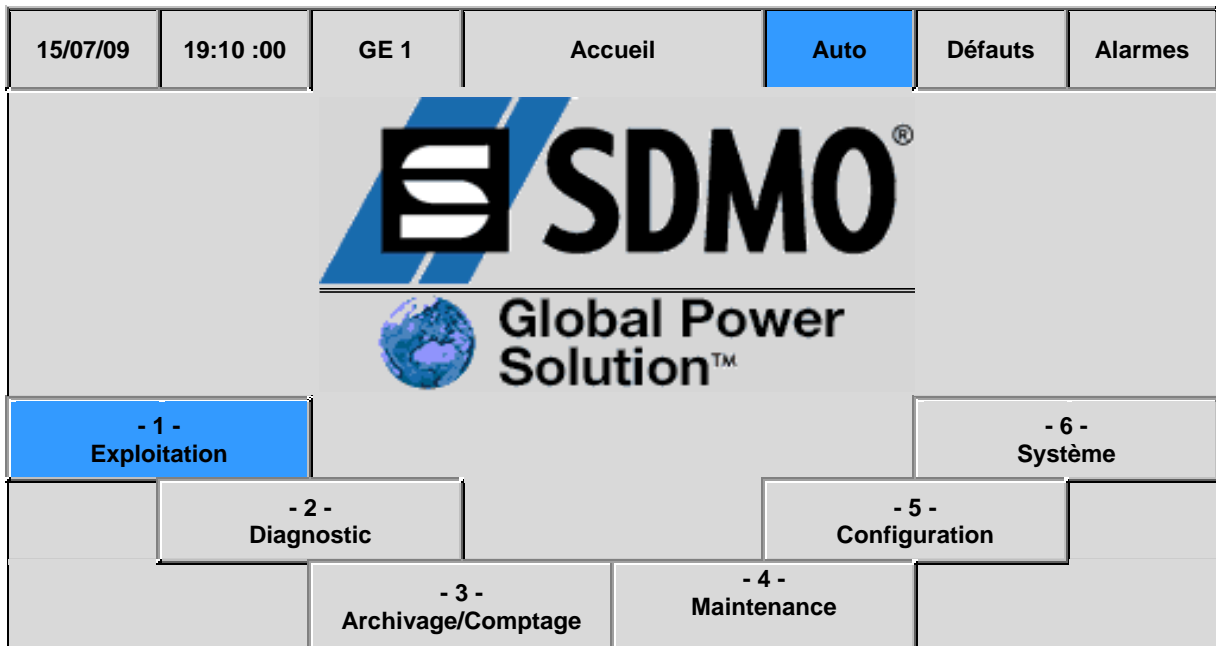 15/07/09 19:10 :00 GE 1 Accueil Auto Défauts Alarmes
SDMO®
Global Power
Solution™
- 1 -
Exploitation
- 6 -
Système
- 2 -
Diagnostic
- 5 -
Configuration
- 3 -
Archivage/Comptage
- 4 -
Maintenance